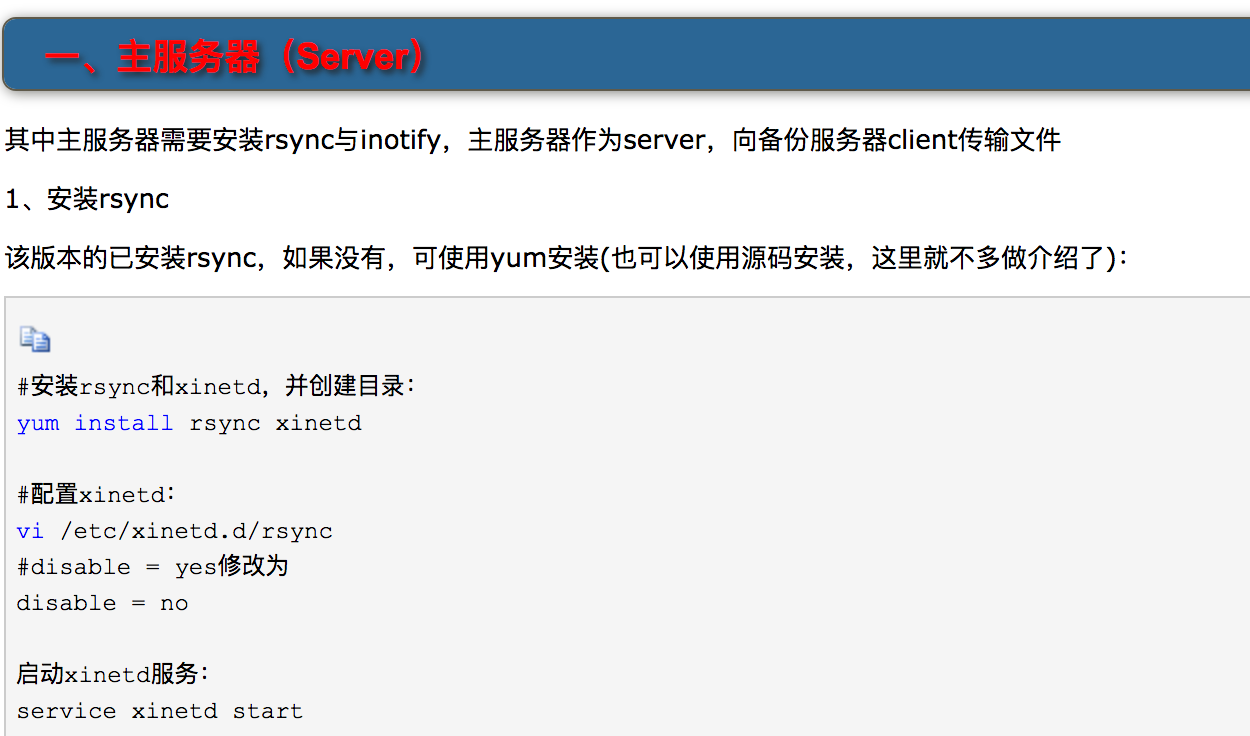 一、主服务器（Server）
其中主服务器需要安装rsync与inotify，主服务器作为server，向备份服务器client传输文件
1、安装rsync
该版本的已安装rsync，如果没有，可使用yum安装(也可以使用源码安装，这里就不多做介绍了)：
#安装rsync和xinetd，并创建目录：
yum install rsync xinetd
#配置xinetd：
vi /etc/xinetd.d/rsync
#disable = yes修改为
disable = no
启动xinetd服务：
service xinetd start